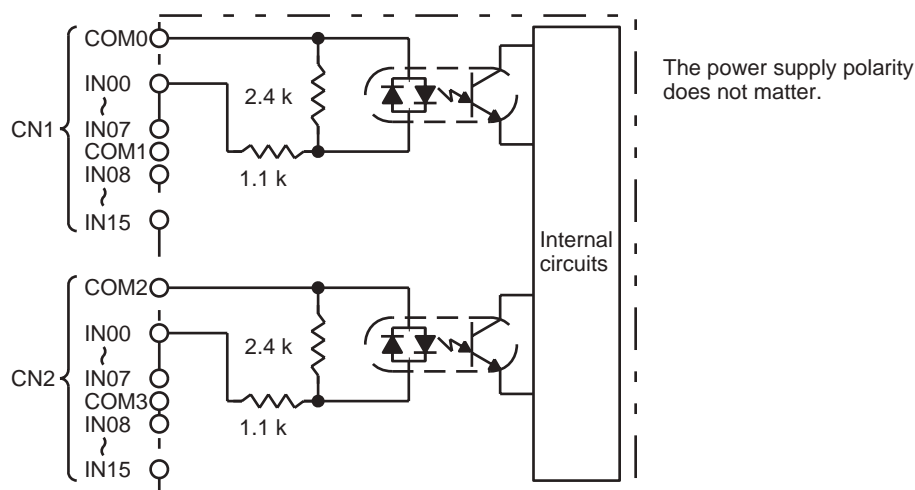 COM0
IN00
~
IN07
COM1
IN08
~
IN15
CN1
2.4 k
1.1 k
The power supply polarity
does not matter.
Internal
circuits
COM2
IN00
~
IN07
COM3
IN08
~
IN15
CN2
2.4 k
1.1 k